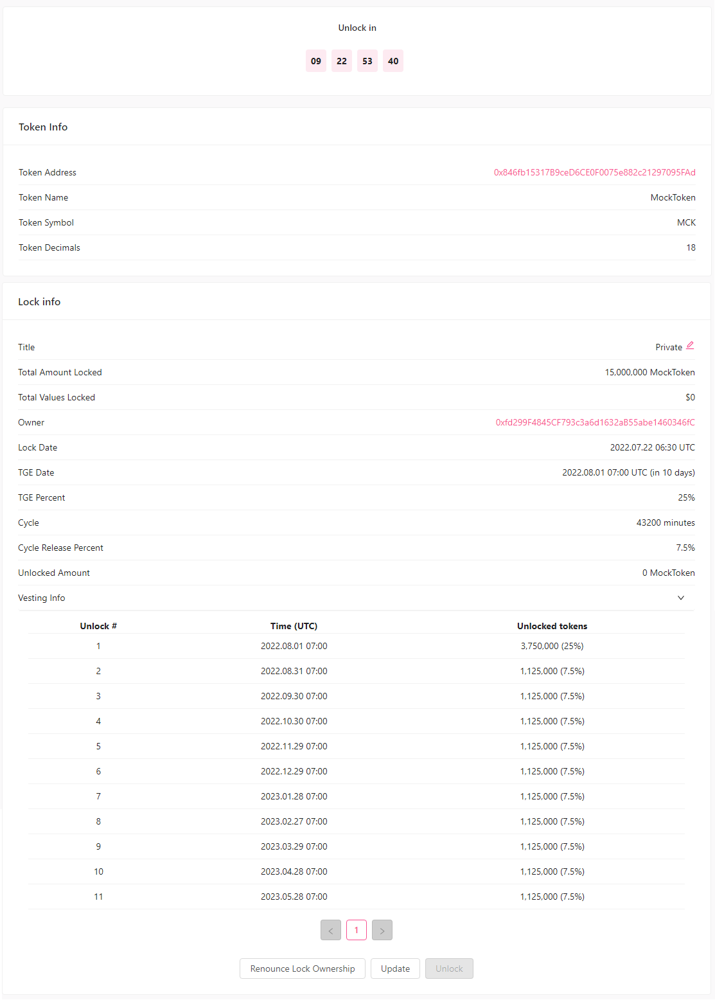 Unlock in
09 22 53 40
Token Info
Token Address 0x846fb15317B9ceD6CE0F0075e882c21297095FAd
Token Name MockToken
Token Symbol MCK
Token Decimals 18
Lock info
Title Private
Total Amount Locked 15,000,000 MockToken
Total Values Locked $0
Owner 0xfd299F4845CF793c3a6d1632aB55abe1460346fC
Lock Date 2022.07.22 06:30 UTC
TGE Date 2022.08.01 07:00 UTC (in 10 days)
TGE Percent 25%
Cycle 43200 minutes
Cycle Release Percent 7.5%
Unlocked Amount 0 MockToken
Vesting Info
Unlock # Time (UTC) Unlocked tokens
1 2022.08.01 07:00 3,750,000 (25%)
2 2022.08.31 07:00 1,125,000 (7.5%)
3 2022.09.30 07:00 1,125,000 (7.5%)
4 2022.10.30 07:00 1,125,000 (7.5%)
5 2022.11.29 07:00 1,125,000 (7.5%)
6 2022.12.29 07:00 1,125,000 (7.5%)
7 2023.01.28 07:00 1,125,000 (7.5%)
8 2023.02.27 07:00 1,125,000 (7.5%)
9 2023.03.29 07:00 1,125,000 (7.5%)
10 2023.04.28 07:00 1,125,000 (7.5%)
11 2023.05.28 07:00 1,125,000 (7.5%)
< 1 >
Renounce Lock Ownership Update Unlock